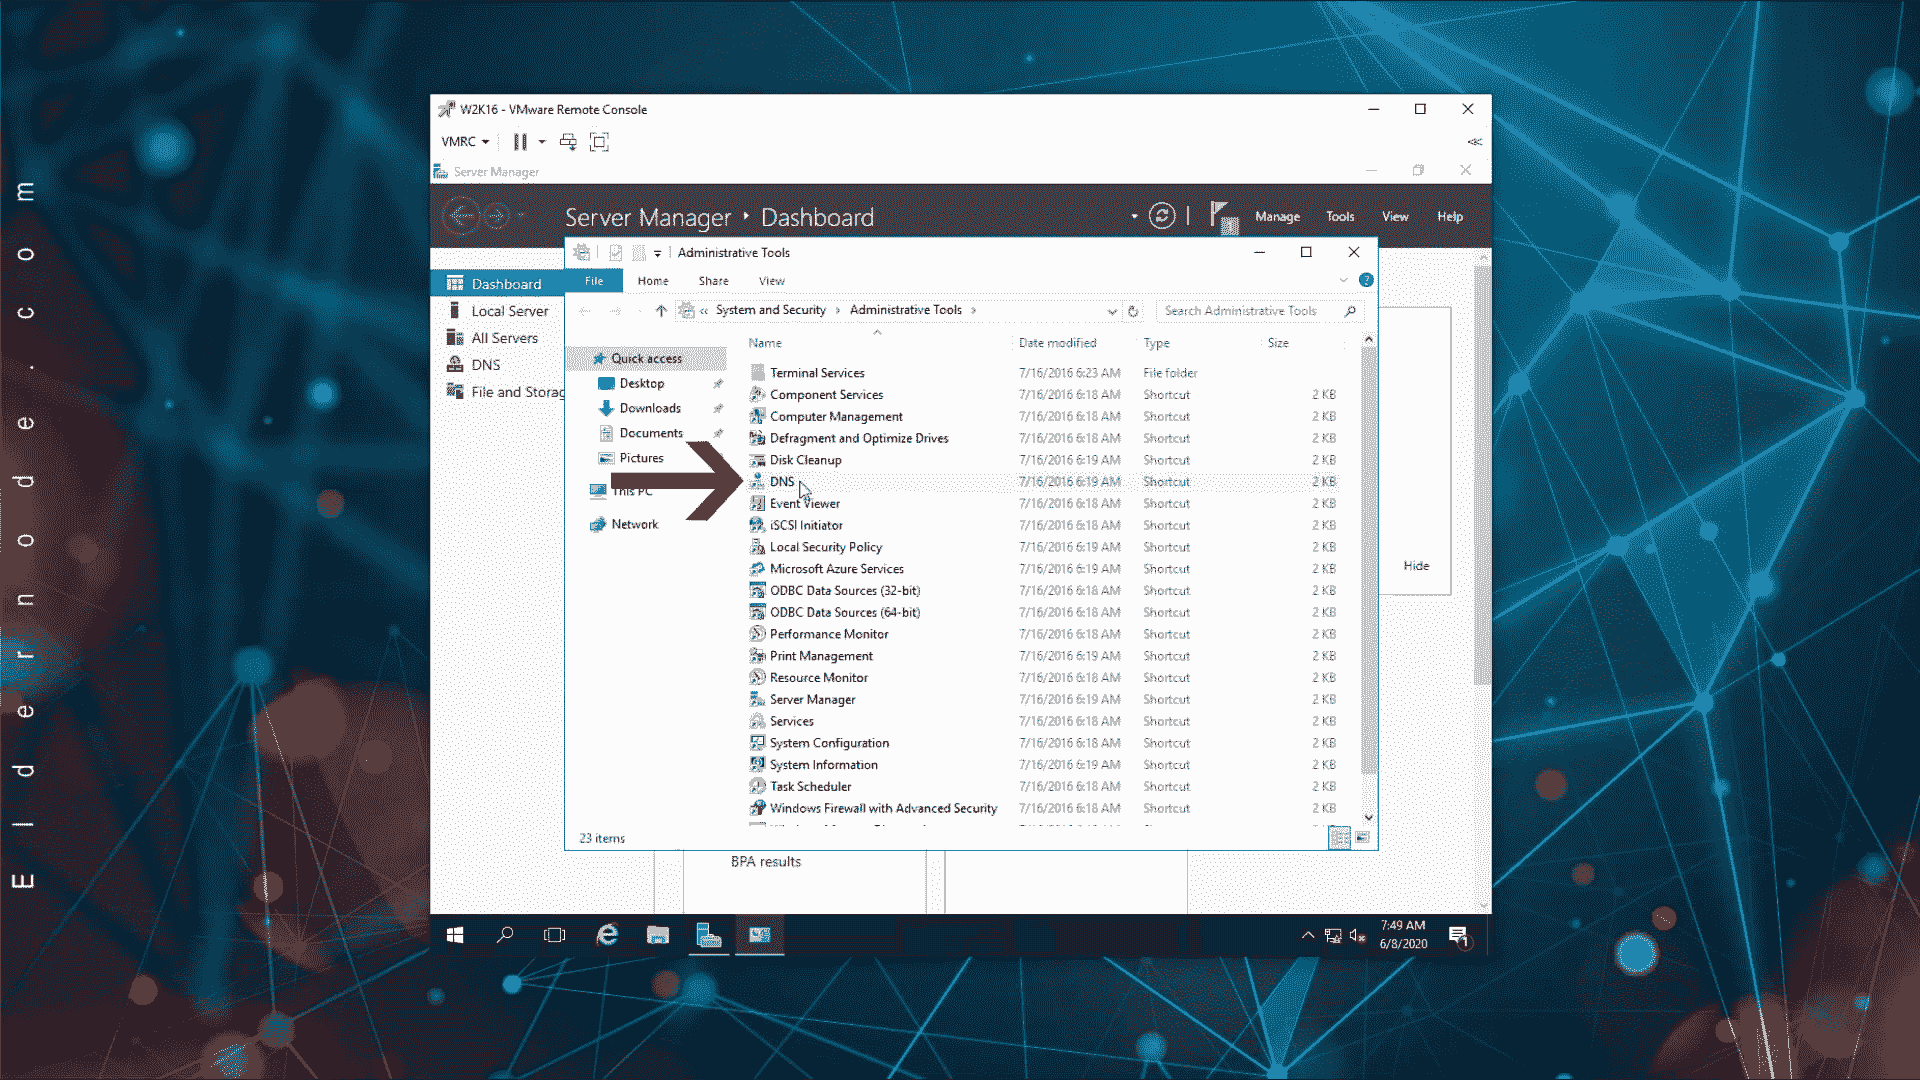 Eldernode.com
W2K16 - VMware Remote Console
VMRC
Server Manager
Server Manager Dashboard
Manage Tools View Help
Administrative Tools
File Home Share View
System and Security Administrative Tools
Search Administrative Tools
Dashboard
Local Server
All Servers
DNS
File and Storag
Quick access
Desktop
Downloads
Documents
Pictures
This PC
Network
Name Date modified Type Size
Terminal Services 7/16/2016 6:23 AM File folder
Component Services 7/16/2016 6:18 AM Shortcut 2 KB
Computer Management 7/16/2016 6:18 AM Shortcut 2 KB
Defragment and Optimize Drives 7/16/2016 6:18 AM Shortcut 2 KB
Disk Cleanup 7/16/2016 6:19 AM Shortcut 2 KB
DNS 7/16/2016 6:19 AM Shortcut 2 KB
Event Viewer 7/16/2016 6:18 AM Shortcut 2 KB
iSCSI Initiator 7/16/2016 6:18 AM Shortcut 2 KB
Local Security Policy 7/16/2016 6:19 AM Shortcut 2 KB
Microsoft Azure Services 7/16/2016 6:19 AM Shortcut 2 KB
ODBC Data Sources (32-bit) 7/16/2016 6:18 AM Shortcut 2 KB
ODBC Data Sources (64-bit) 7/16/2016 6:18 AM Shortcut 2 KB
Performance Monitor 7/16/2016 6:18 AM Shortcut 2 KB
Print Management 7/16/2016 6:19 AM Shortcut 2 KB
Resource Monitor 7/16/2016 6:18 AM Shortcut 2 KB
Server Manager 7/16/2016 6:19 AM Shortcut 2 KB
Services 7/16/2016 6:18 AM Shortcut 2 KB
System Configuration 7/16/2016 6:18 AM Shortcut 2 KB
System Information 7/16/2016 6:19 AM Shortcut 2 KB
Task Scheduler 7/16/2016 6:18 AM Shortcut 2 KB
Windows Firewall with Advanced Security 7/16/2016 6:18 AM Shortcut 2 KB
23 items
Hide
BPA results
7:49 AM
6/8/2020
1